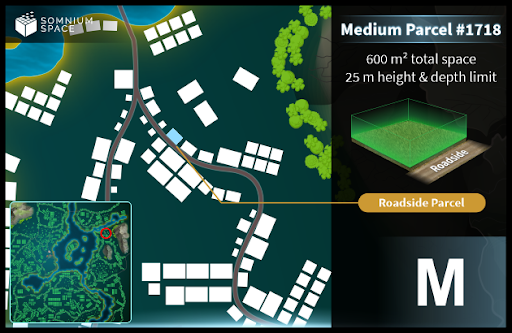 SOMNIUM
SPACE
Medium Parcel #1718
600 m² total space
25 m height & depth limit
Roadside
Roadside Parcel
M